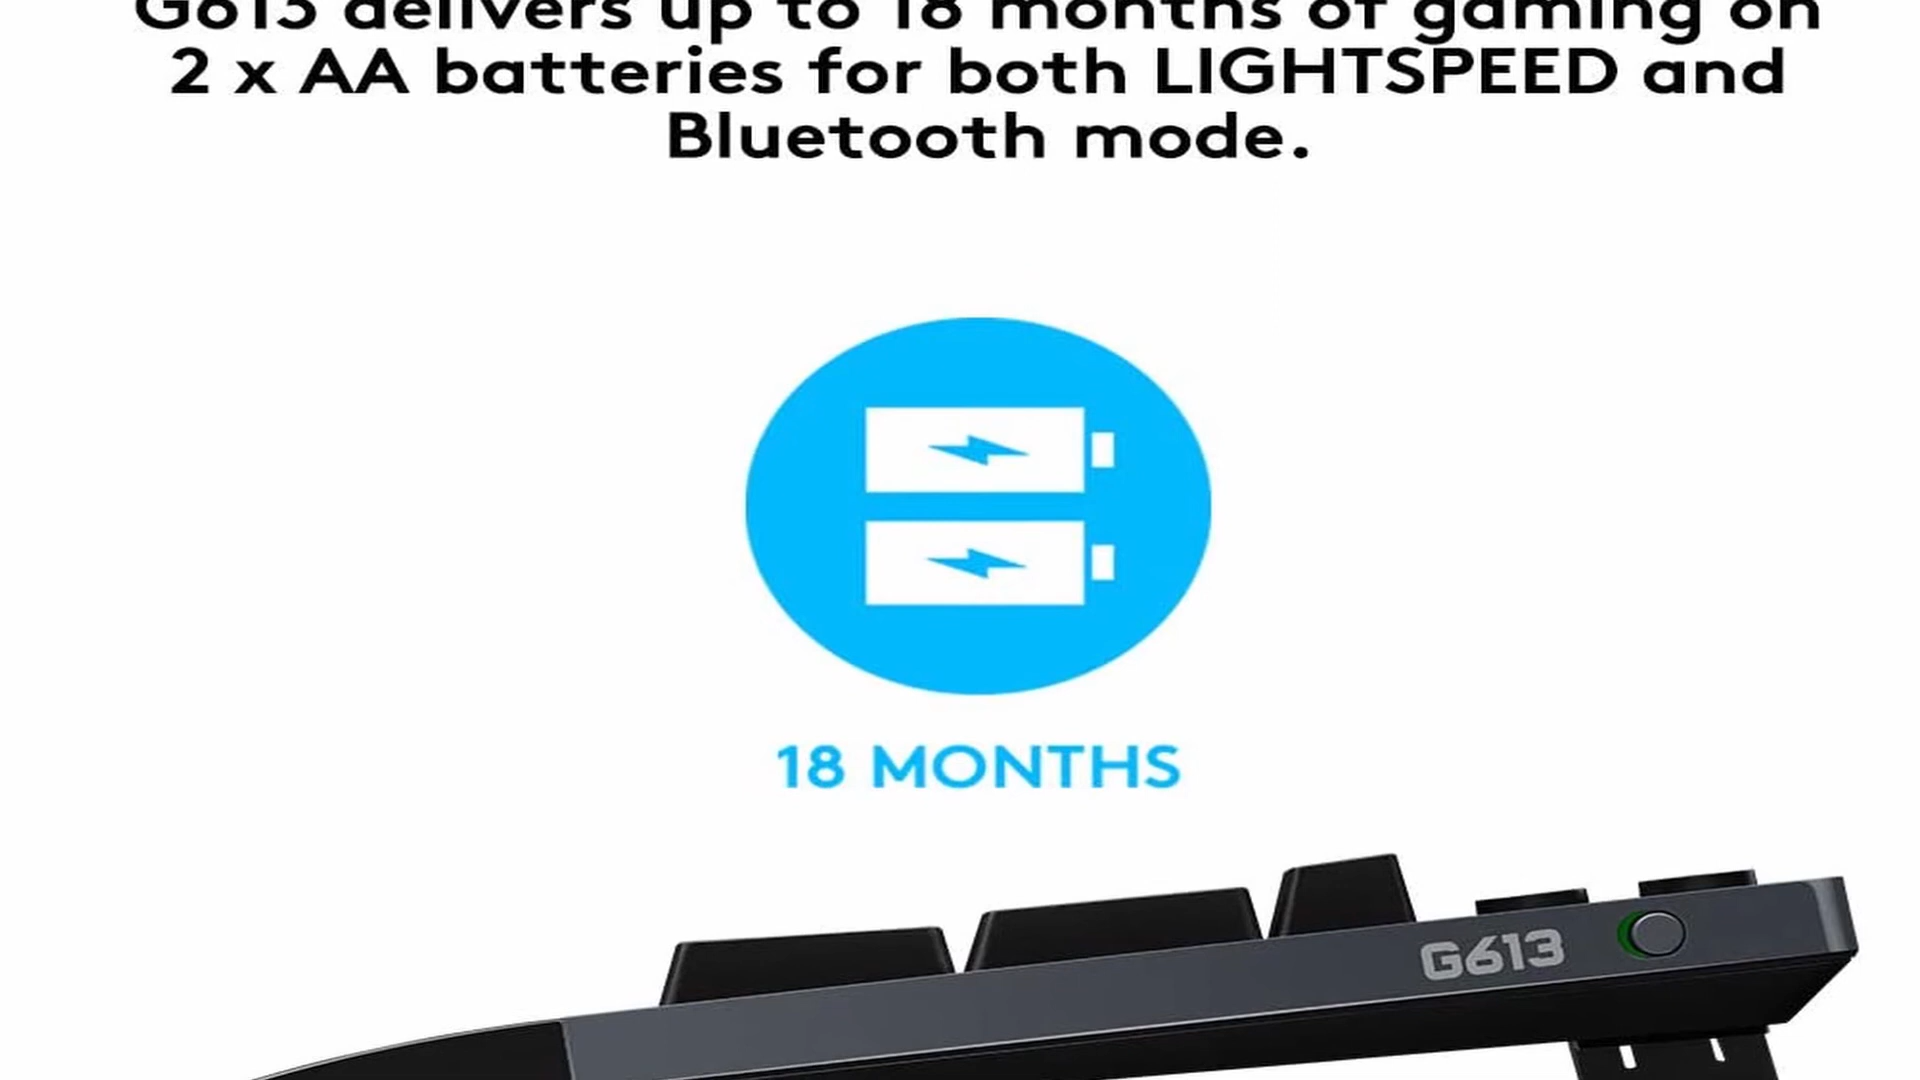 G613 delivers up to 18 months of gaming on
2 x AA batteries for both LIGHTSPEED and
Bluetooth mode.
18 MONTHS
G613